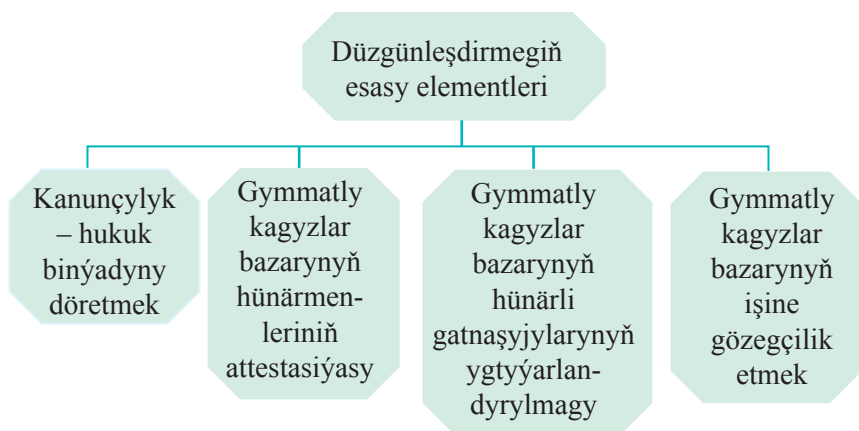 Düzgünleşdirmegiň
esasy elementleri
Kanunçylyk
– hukuk
binýadyny
döretmek
Gymmatly
kagyzlar
bazarynyň
hünärmen-
leriniň
attestasiýasy
Gymmatly
kagyzlar
bazarynyň
hünärli
gatnaşyjylarynyň
ygtyýarlan-
dyrylmagy
Gymmatly
kagyzlar
bazarynyň
işine
gözegçilik
etmek